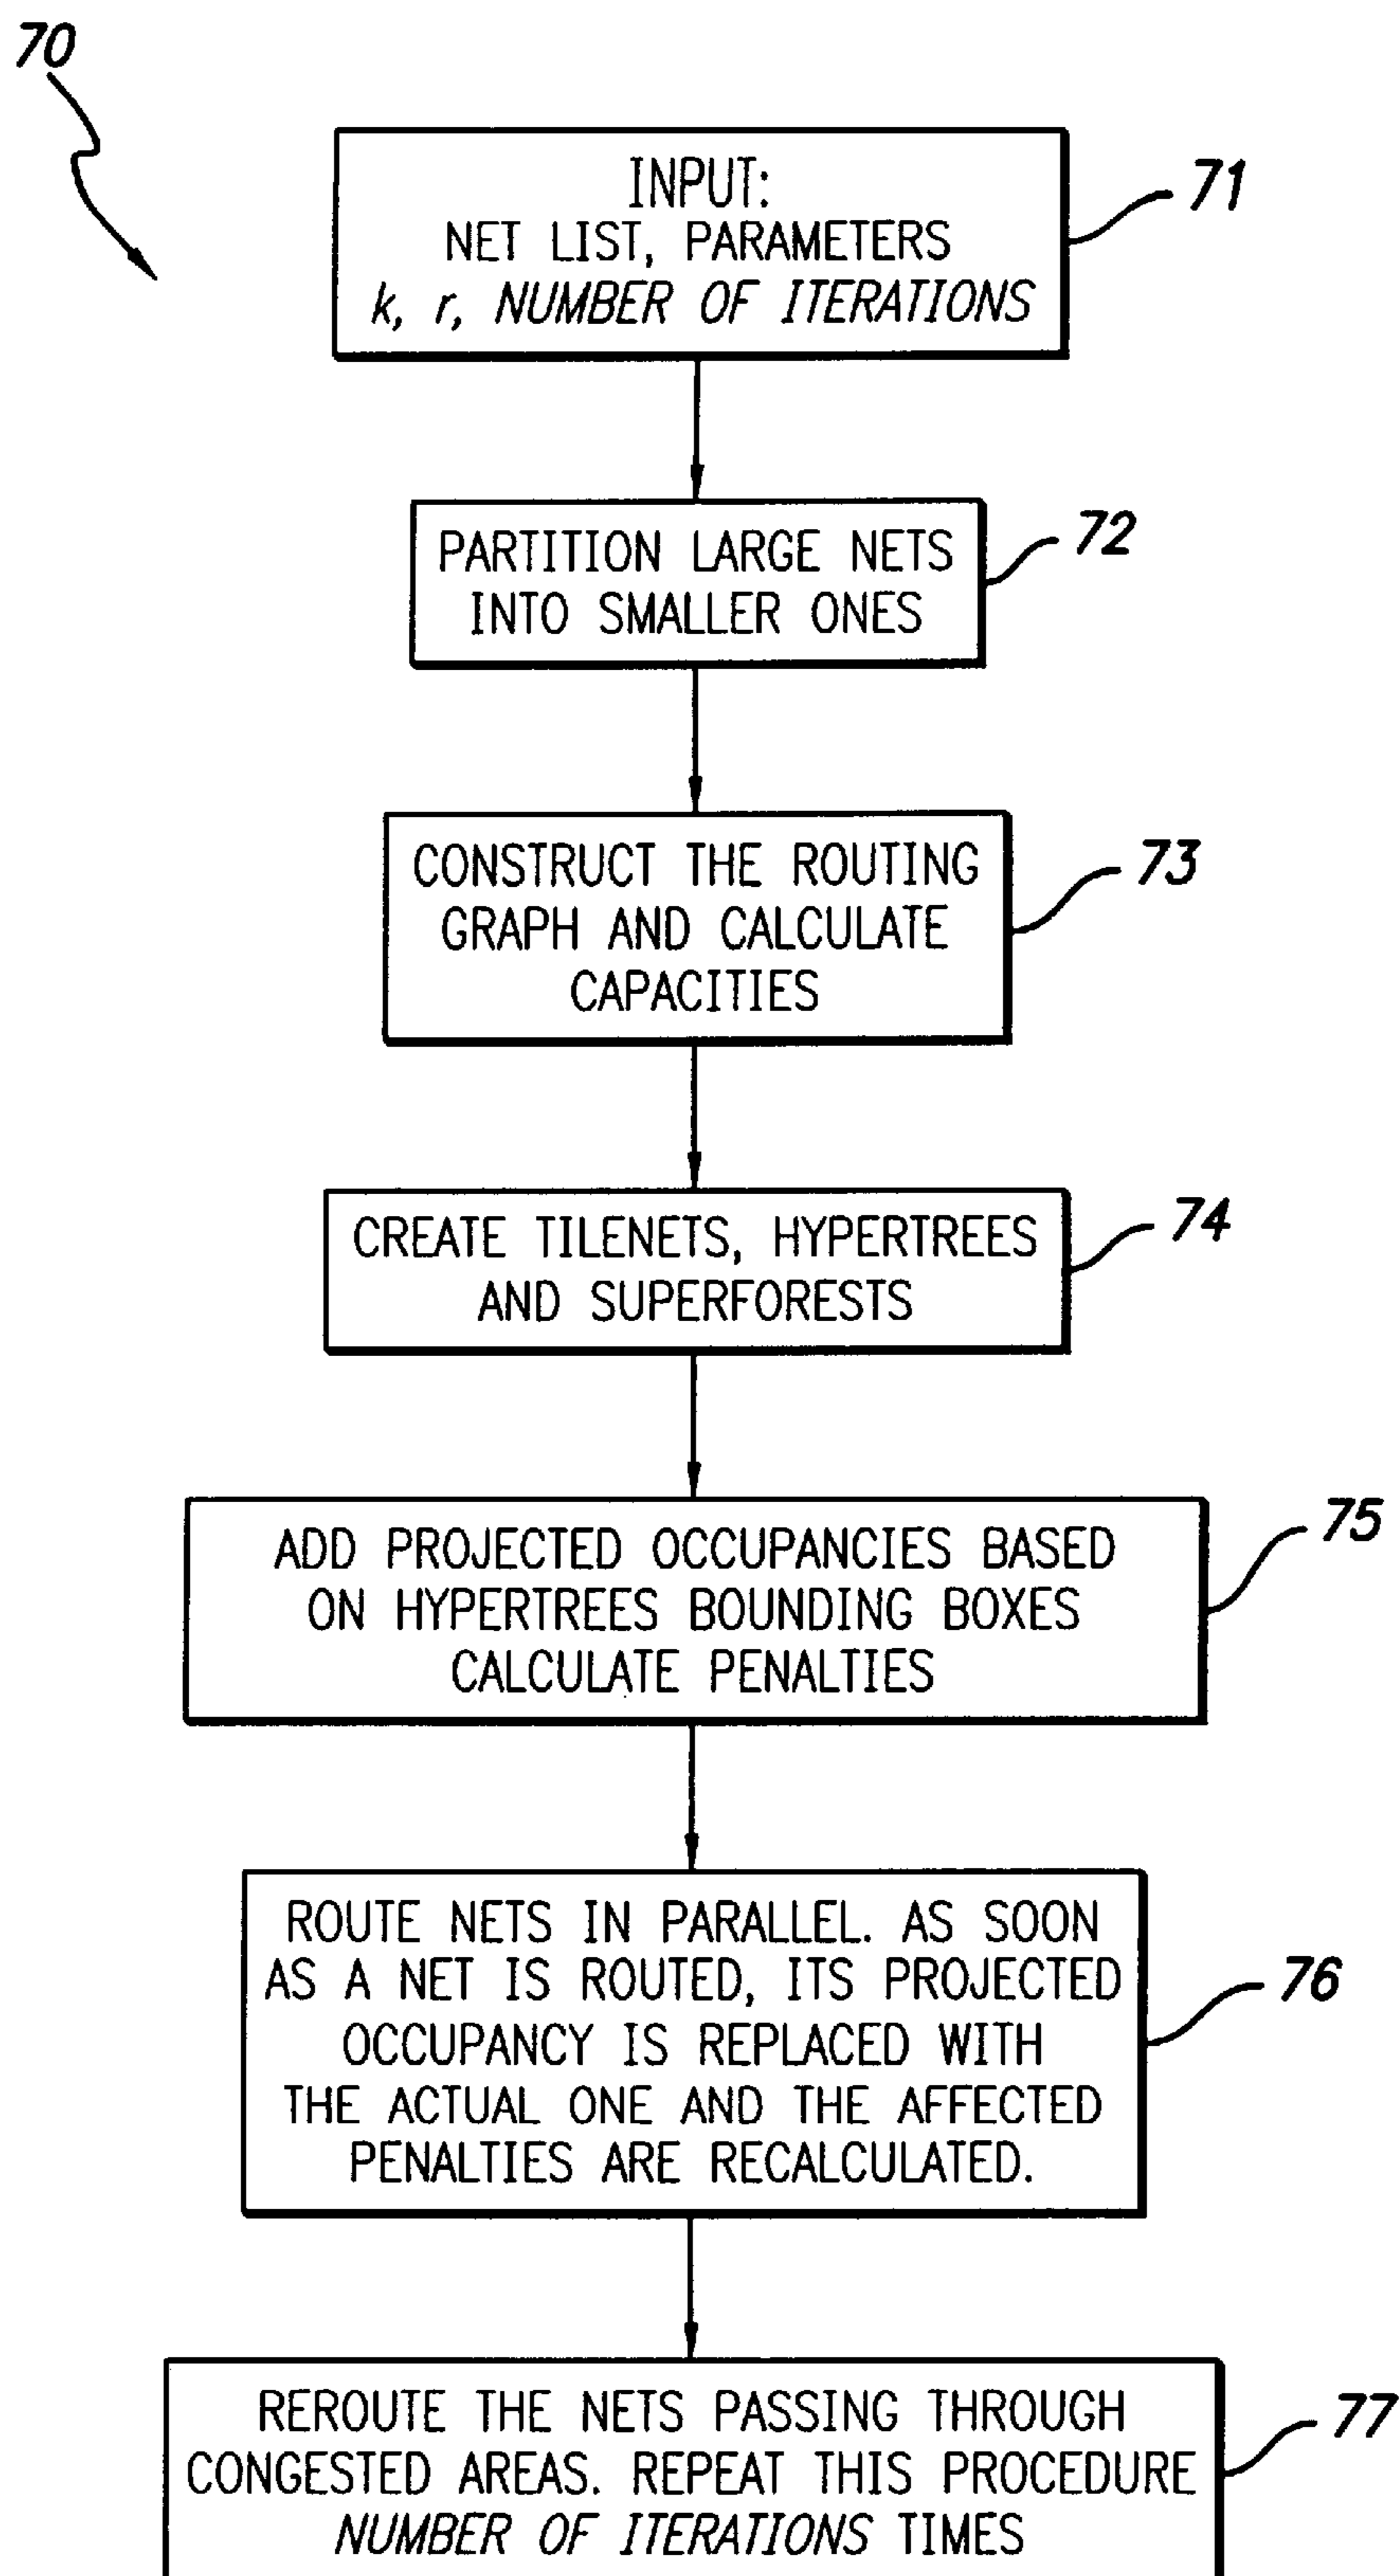 70
INPUT:
NET LIST, PARAMETERS
k, r, NUMBER OF ITERATIONS
71
PARTITION LARGE NETS
INTO SMALLER ONES
72
CONSTRUCT THE ROUTING
GRAPH AND CALCULATE
CAPACITIES
73
CREATE TILENETS, HYPERTREES
AND SUPERFORESTS
74
ADD PROJECTED OCCUPANCIES BASED
ON HYPERTREES BOUNDING BOXES
CALCULATE PENALTIES
75
ROUTE NETS IN PARALLEL. AS SOON
AS A NET IS ROUTED, ITS PROJECTED
OCCUPANCY IS REPLACED WITH
THE ACTUAL ONE AND THE AFFECTED
PENALTIES ARE RECALCULATED.
76
REROUTE THE NETS PASSING THROUGH
CONGESTED AREAS. REPEAT THIS PROCEDURE
NUMBER OF ITERATIONS TIMES
77